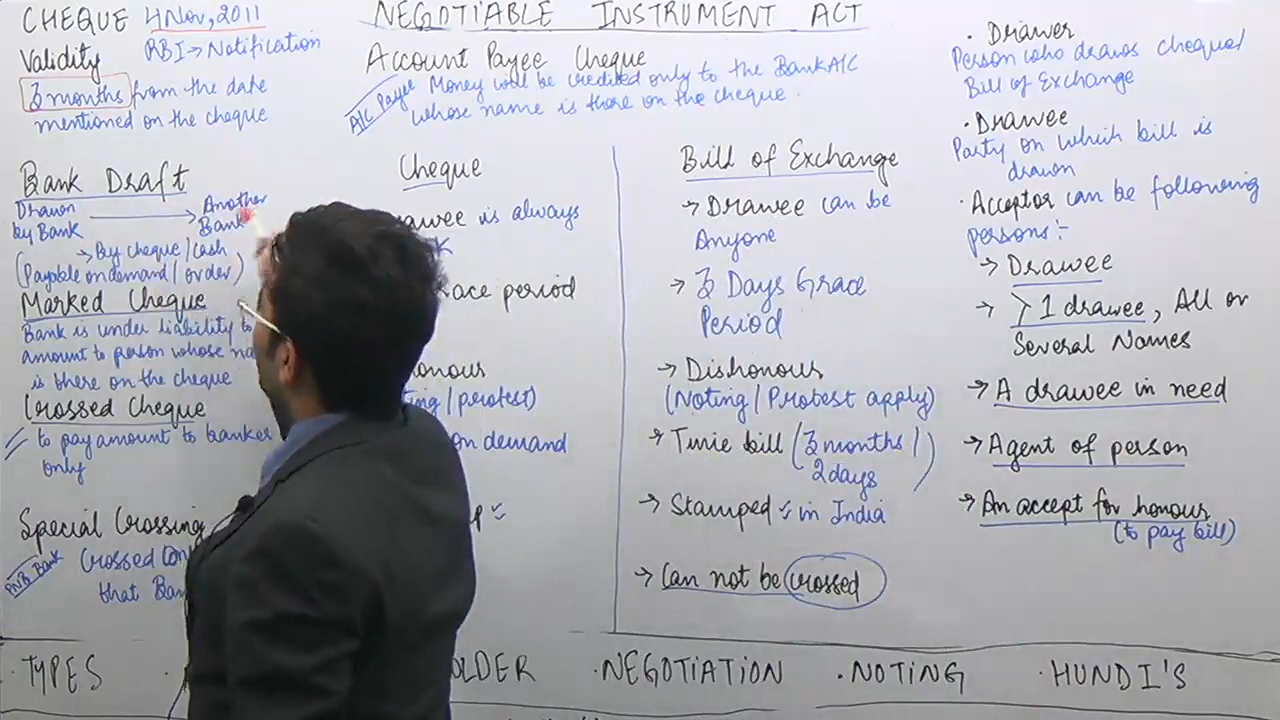 CHEQUE 4 Nov, 2011
Validity RBI → Notification
3 months from the date
mentioned on the cheque
NEGOTIABLE INSTRUMENT ACT
Account Payee Cheque
A/C Payee Money will be credited only to the Bank A/C
whose name is there on the cheque.
Bank Draft
Drawn → Another
by Bank Bank
→ By cheque/cash
(Payable on demand/order)
Marked Cheque
Bank is under liability to
amount to person whose na
is there on the cheque
Crossed Cheque
to pay amount to banker
only
Special Crossing
PNB Bank Crossed
that Ban
Cheque
rawee is always
k
ace period
onour
ting/protest)
on demand
p
Bill of Exchange
→ Drawee can be
Anyone
→ 3 Days Grace
Period
→ Dishonour
(Noting/Protest apply)
→ Time bill (3 months/
2 days)
→ Stamped in India
→ Can not be crossed
· Drawer
Person who draws cheque/
Bill of Exchange
· Drawee
Party on which bill is
drawn
· Acceptor can be following
persons:-
→ Drawee
→ > 1 drawee, All or
Several Names
→ A drawee in need
→ Agent of person
→ An accept for honour
(to pay bill)
· TYPES OLDER · NEGOTIATION · NOTING · HUNDI'S